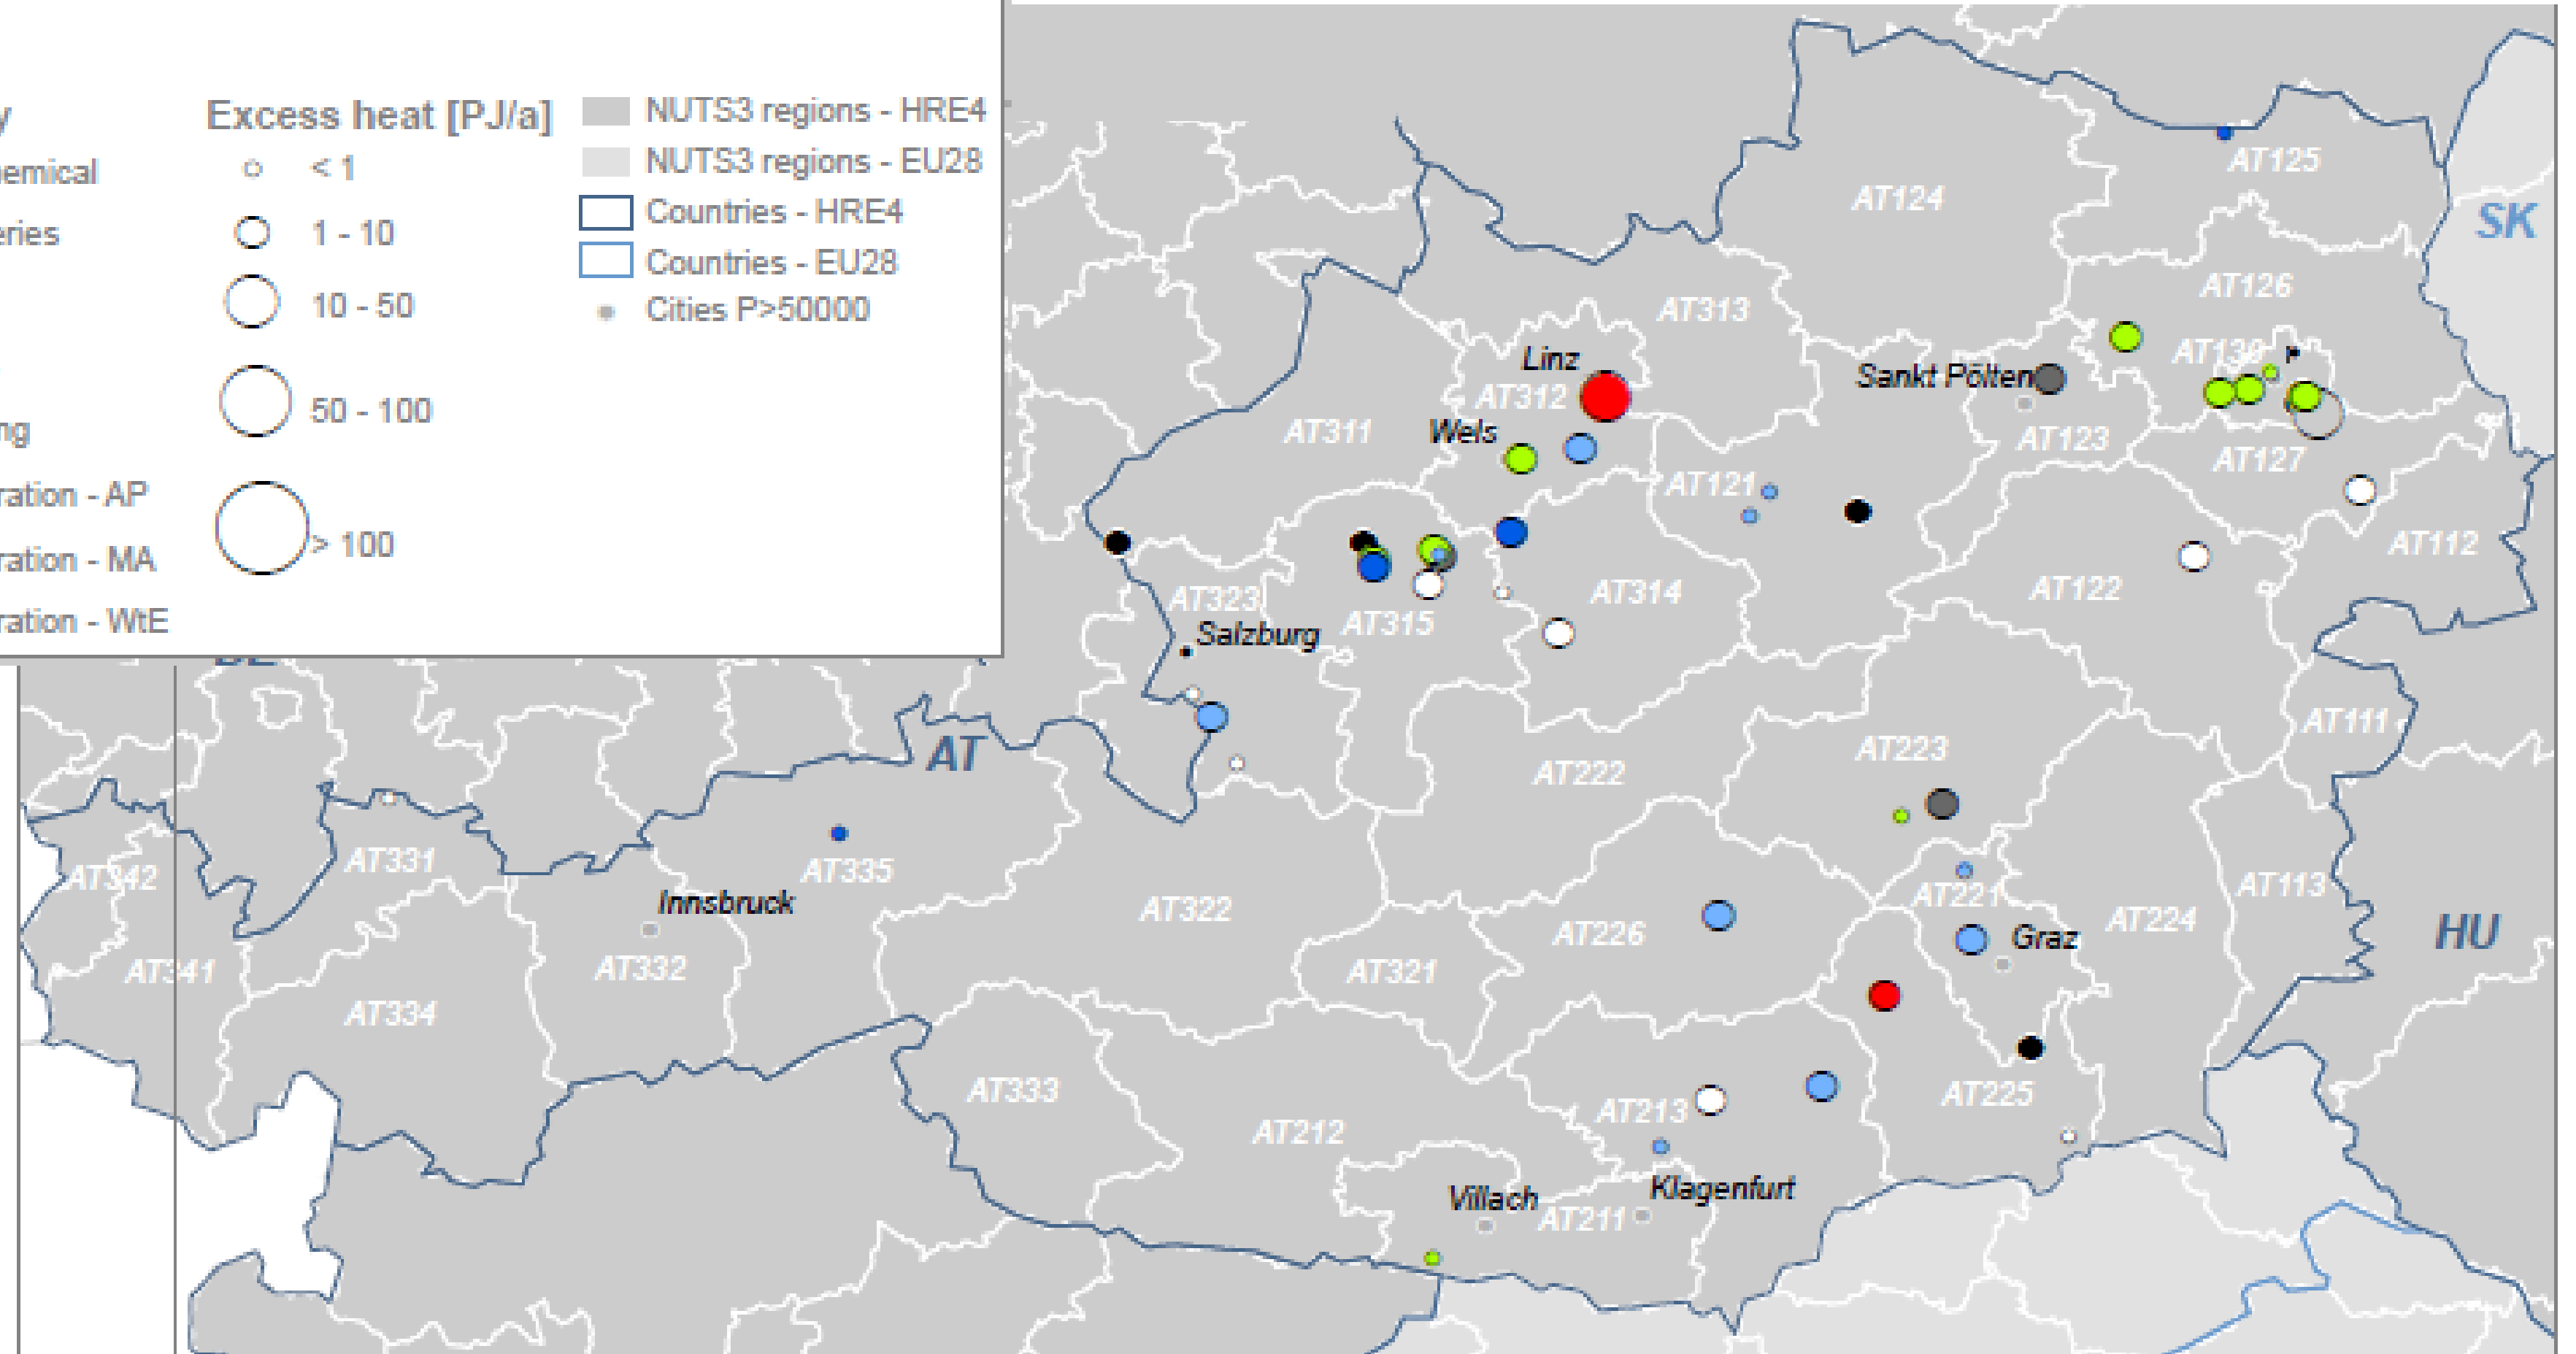 y
Excess heat [PJ/a]
NUTS3 regions - HRE4
NUTS3 regions - EU28
Countries - HRE4
Countries - EU28
Cities P>50000
emical
eries
ng
ration - AP
ration - MA
ration - WtE
< 1
1 - 10
10 - 50
50 - 100
> 100
AT125
AT124
SK
AT126
AT313
Linz
AT130
AT312
Sankt Pölten
AT311
Wels
AT123
AT127
AT121
AT112
AT323
AT315
AT314
AT122
Salzburg
AT111
AT
AT222
AT223
AT331
AT342
AT335
Innsbruck
AT322
AT226
AT221
AT224
AT113
Graz
HU
AT341
AT332
AT321
AT334
AT333
AT225
AT213
AT212
Klagenfurt
Villach
AT211